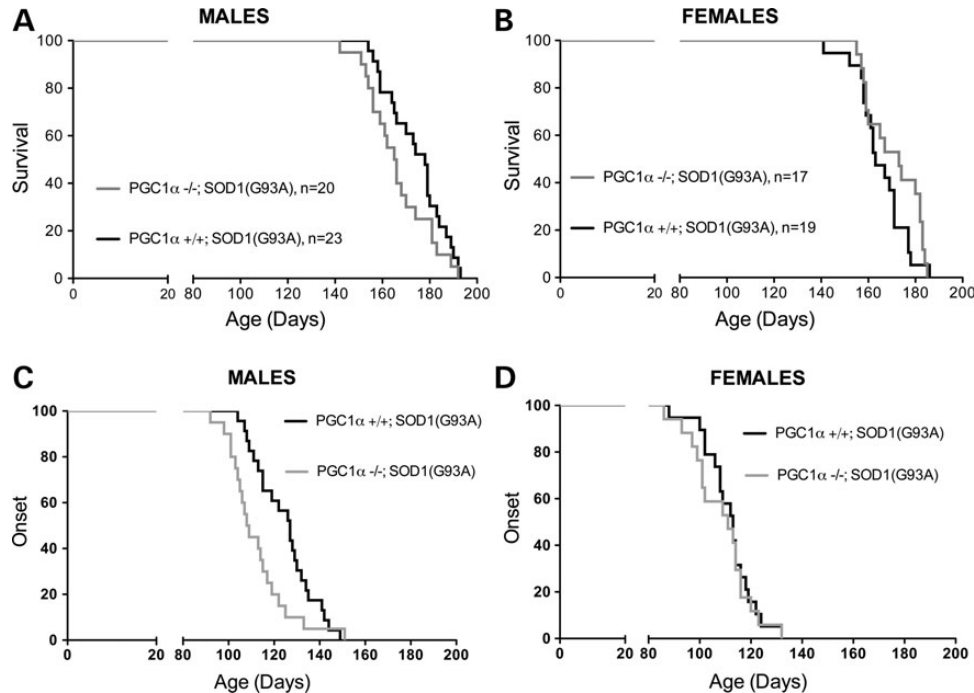 A
MALES
100
80
60
40
20
0
Survival
PGC1α -/-; SOD1(G93A), n=20
PGC1α +/+; SOD1(G93A), n=23
0
20
80
100
120
140
160
180
200
Age (Days)
B
FEMALES
100
80
60
40
20
0
Survival
PGC1α -/-; SOD1(G93A), n=17
PGC1α +/+; SOD1(G93A), n=19
0
20
80
100
120
140
160
180
200
Age (Days)
C
MALES
100
80
60
40
20
0
Onset
PGC1α +/+; SOD1(G93A)
PGC1α -/-; SOD1(G93A)
0
20
80
100
120
140
160
180
200
Age (Days)
D
FEMALES
100
80
60
40
20
0
Onset
PGC1α +/+; SOD1(G93A)
PGC1α -/-; SOD1(G93A)
0
20
80
100
120
140
160
180
200
Age (Days)